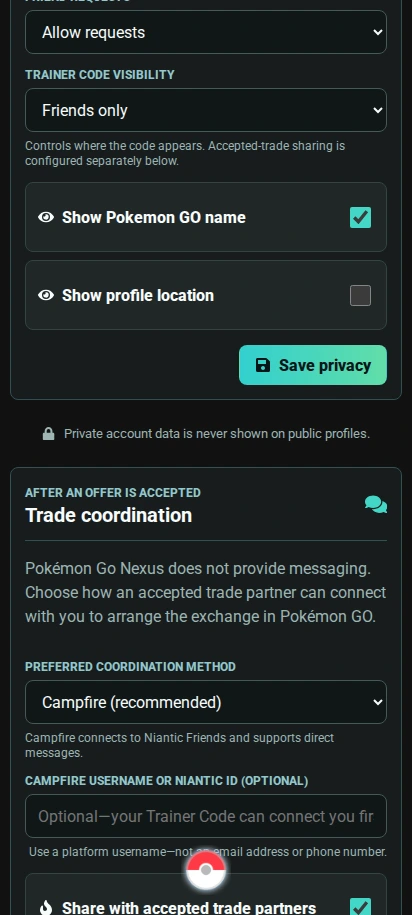 Allow requests
TRAINER CODE VISIBILITY
Friends only
Controls where the code appears. Accepted-trade sharing is
configured separately below.
Show Pokemon GO name
Show profile location
Save privacy
Private account data is never shown on public profiles.
AFTER AN OFFER IS ACCEPTED
Trade coordination
Pokémon Go Nexus does not provide messaging.
Choose how an accepted trade partner can connect
with you to arrange the exchange in Pokémon GO.
PREFERRED COORDINATION METHOD
Campfire (recommended)
Campfire connects to Niantic Friends and supports direct
messages.
CAMPFIRE USERNAME OR NIANTIC ID (OPTIONAL)
Optional—your Trainer Code can connect you fir
Use a platform username—not an email address or phone number.
Share with accepted trade partners